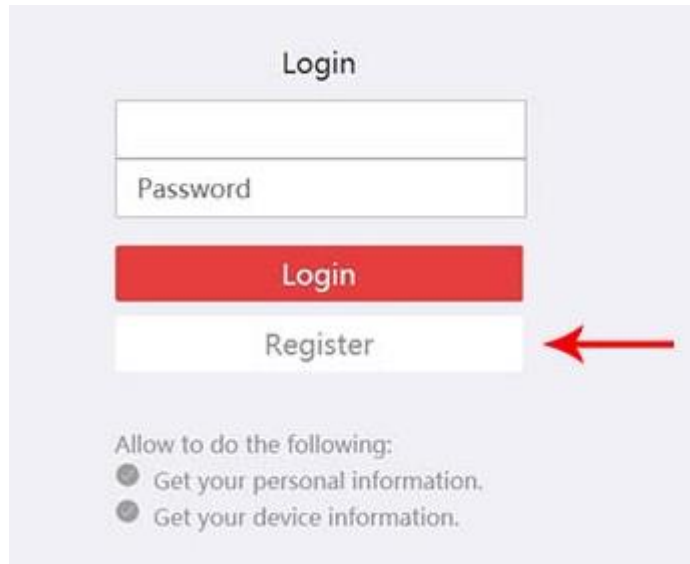 Login
Password
Login
Register
Allow to do the following:
Get your personal information.
Get your device information.